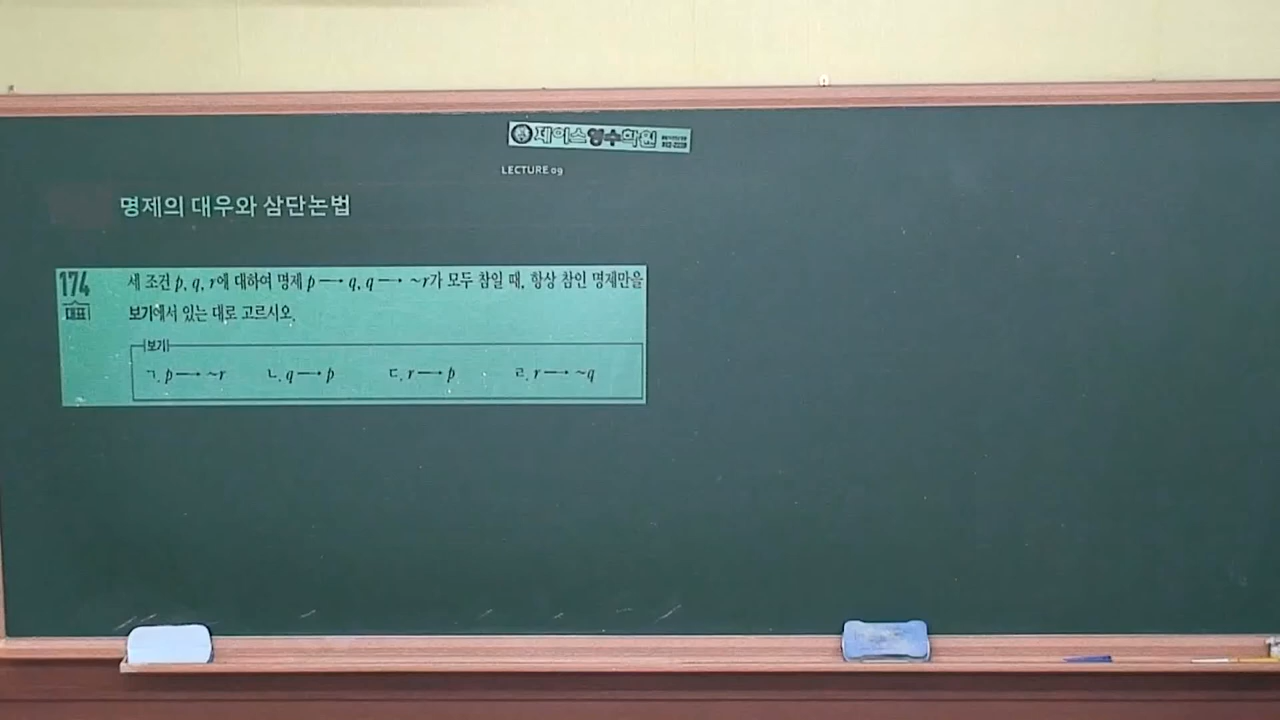 제이스영수학원
LECTURE 09
명제의 대우와 삼단논법
174
대표
세 조건 p, q, r에 대하여 명제 p → q, q → ~r가 모두 참일 때, 항상 참인 명제만을
보기에서 있는 대로 고르시오.
보기
ㄱ. p → ~r ㄴ. q → p ㄷ. r → p ㄹ. r → ~q